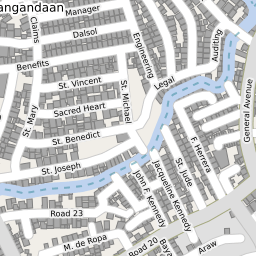 angandaan
Manager
Claims
Dalsol
Engineering
Auditing
Benefits
St. Vincent
Legal
St. Michael
General Avenue
Sacred Heart
St. Mary
St. Benedict
F. Herrera
St. Joseph
St. Jude
Jacqueline Kennedy
John F. Kennedy
Road 23
M. de Ropa
Road 20
Baya
Araw